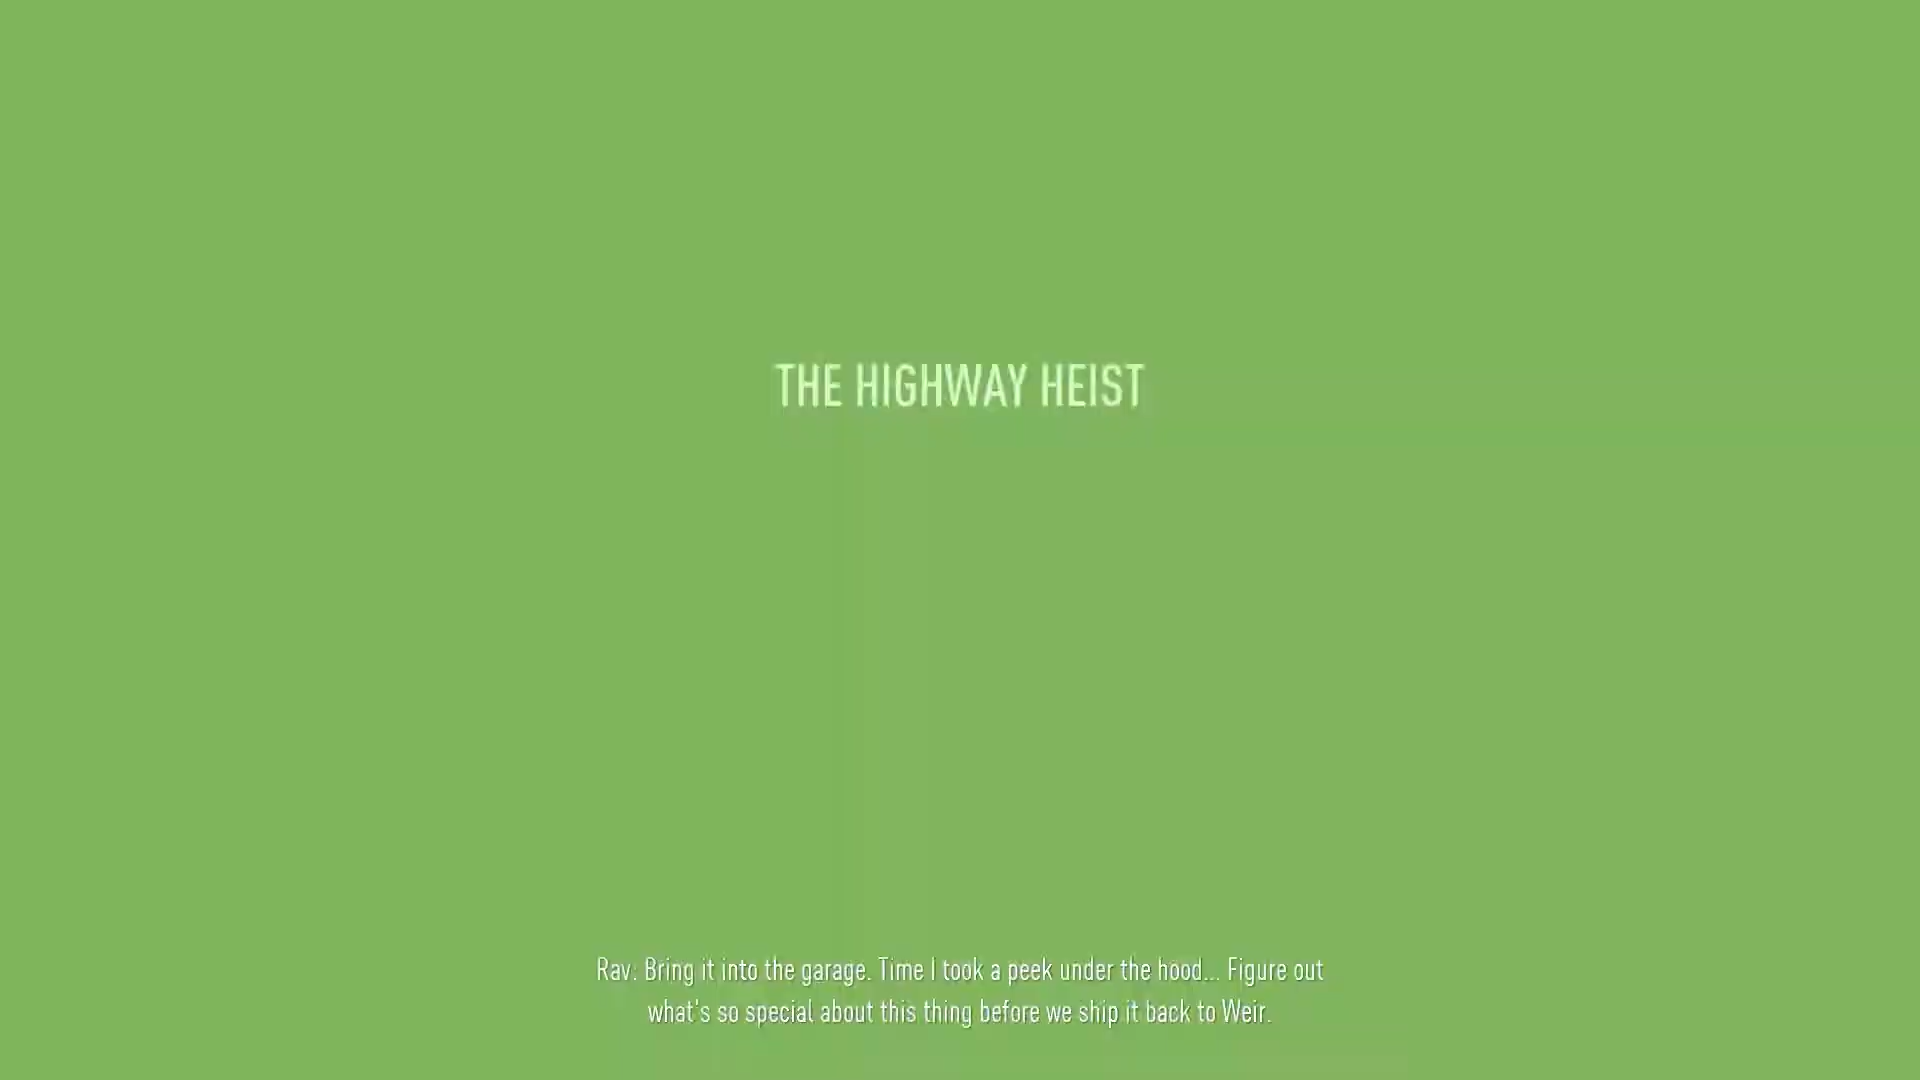 THE HIGHWAY HEIST
Rav: Bring it into the garage. Time I took a peek under the hood... Figure out
what's so special about this thing before we ship it back to Weir.